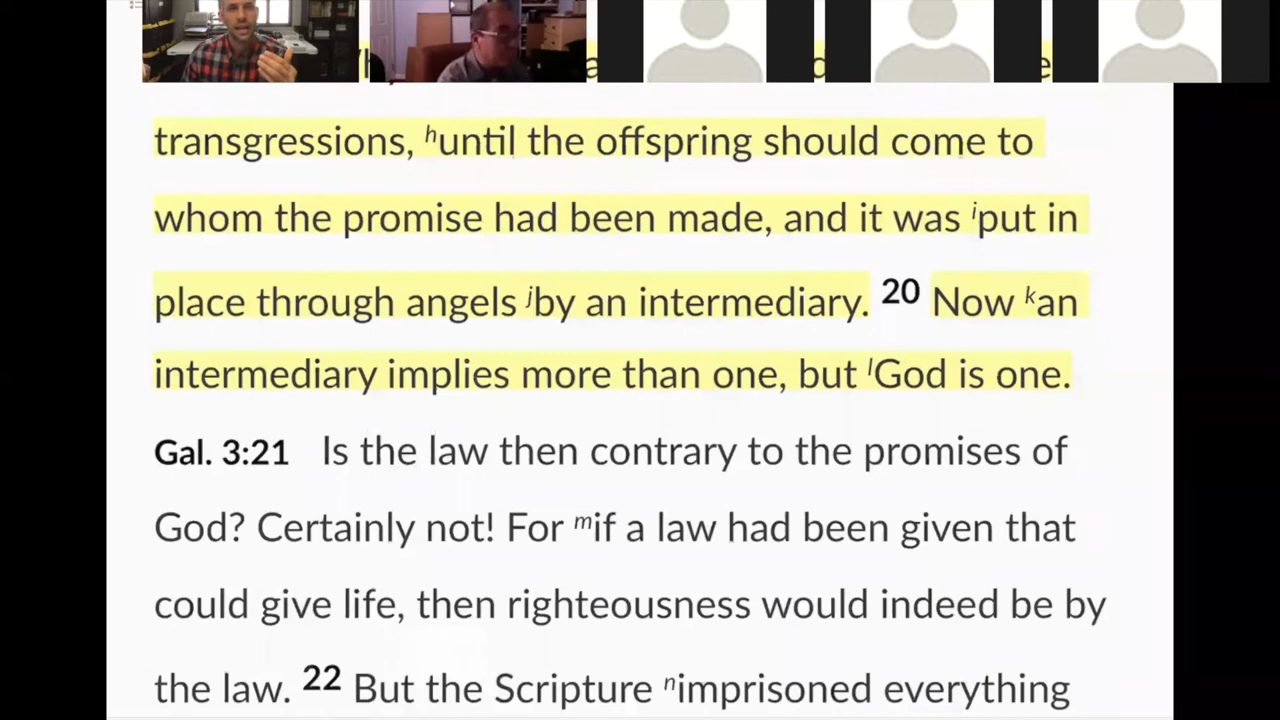 transgressions, ʰuntil the offspring should come to
whom the promise had been made, and it was ⁱput in
place through angels ʲby an intermediary. 20 Now ᵏan
intermediary implies more than one, but ˡGod is one.
Gal. 3:21 Is the law then contrary to the promises of
God? Certainly not! For ᵐif a law had been given that
could give life, then righteousness would indeed be by
the law. 22 But the Scripture ⁿimprisoned everything